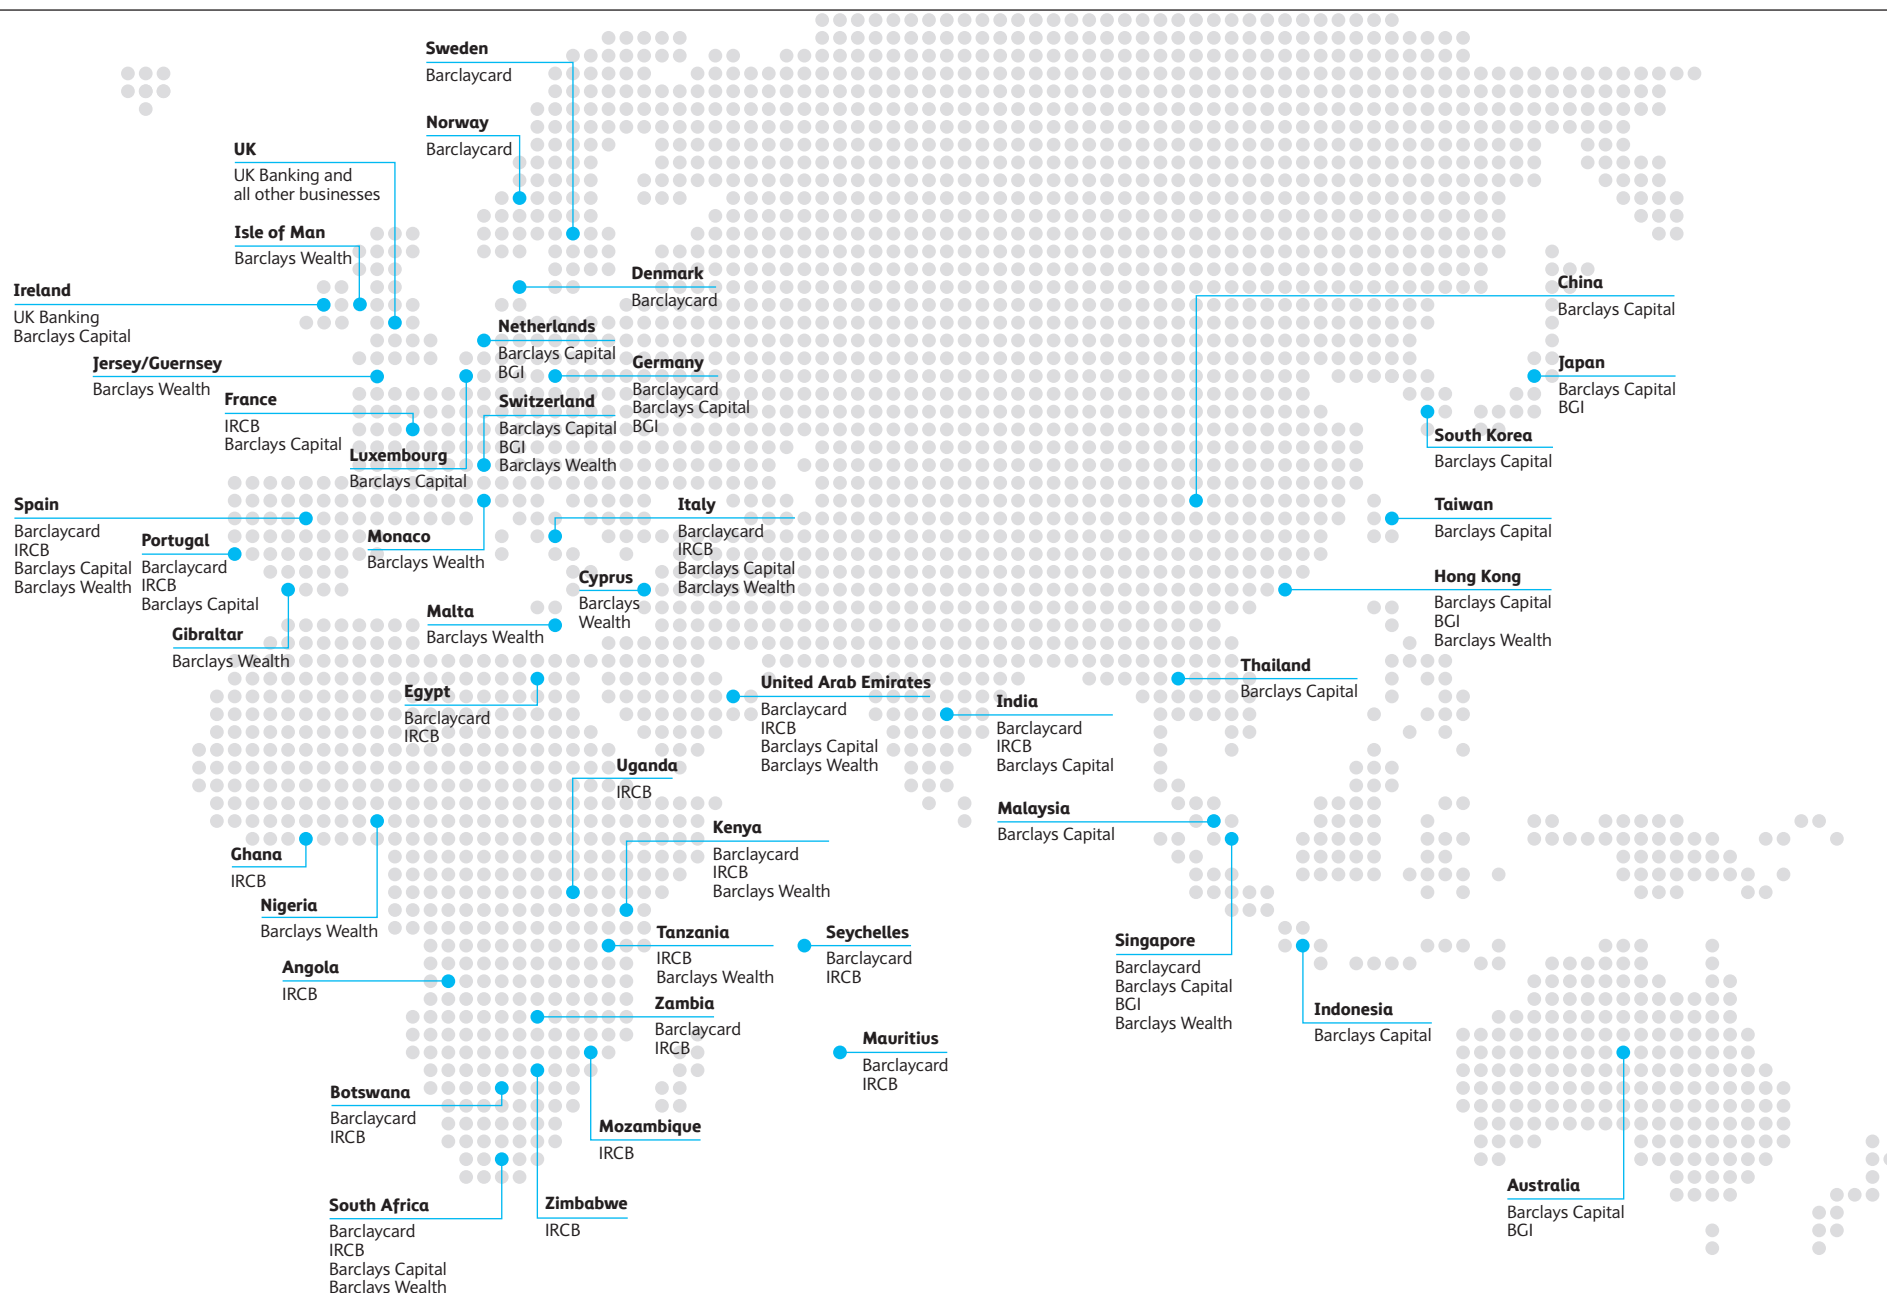 Sweden
Barclaycard
Norway
Barclaycard
UK
UK Banking and
all other businesses
Isle of Man
Barclays Wealth
Ireland
UK Banking
Barclays Capital
Denmark
Barclaycard
China
Barclays Capital
Netherlands
Barclays Capital
BGI
Jersey/Guernsey
Barclays Wealth
Germany
Barclaycard
Barclays Capital
BGI
Japan
Barclays Capital
BGI
France
IRCB
Barclays Capital
Switzerland
Barclays Capital
BGI
Barclays Wealth
South Korea
Barclays Capital
Luxembourg
Barclays Capital
Spain
Barclaycard
IRCB
Barclays Capital
Barclays Wealth
Portugal
Barclaycard
IRCB
Barclays Capital
Monaco
Barclays Wealth
Italy
Barclaycard
IRCB
Barclays Capital
Barclays Wealth
Taiwan
Barclays Capital
Cyprus
Barclays
Wealth
Hong Kong
Barclays Capital
BGI
Barclays Wealth
Malta
Barclays Wealth
Gibraltar
Barclays Wealth
Thailand
Barclays Capital
Egypt
Barclaycard
IRCB
United Arab Emirates
Barclaycard
IRCB
Barclays Capital
Barclays Wealth
India
Barclaycard
IRCB
Barclays Capital
Uganda
IRCB
Malaysia
Barclays Capital
Kenya
Barclaycard
IRCB
Barclays Wealth
Ghana
IRCB
Nigeria
Barclays Wealth
Tanzania
IRCB
Barclays Wealth
Seychelles
Barclaycard
IRCB
Singapore
Barclaycard
Barclays Capital
BGI
Barclays Wealth
Angola
IRCB
Zambia
Barclaycard
IRCB
Indonesia
Barclays Capital
Mauritius
Barclaycard
IRCB
Botswana
Barclaycard
IRCB
Mozambique
IRCB
Australia
Barclays Capital
BGI
South Africa
Barclaycard
IRCB
Barclays Capital
Barclays Wealth
Zimbabwe
IRCB